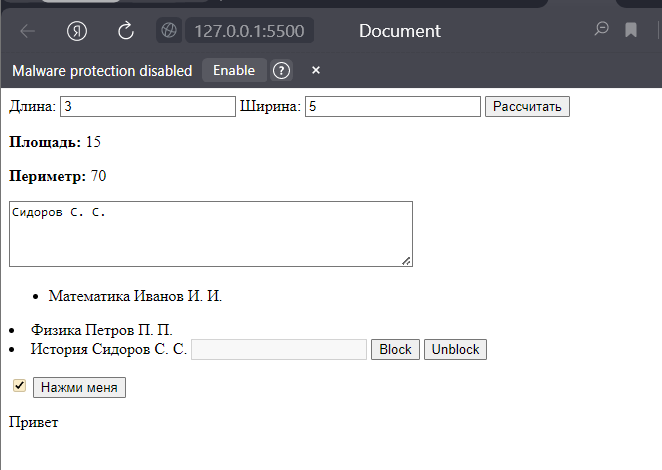 Я 127.0.0.1:5500 Document
Malware protection disabled Enable ? ×
Длина: 3 Ширина: 5 Рассчитать
Площадь: 15
Периметр: 70
Сидоров С. С.
• Математика Иванов И. И.
• Физика Петров П. П.
• История Сидоров С. С. Block Unblock
Нажми меня
Привет